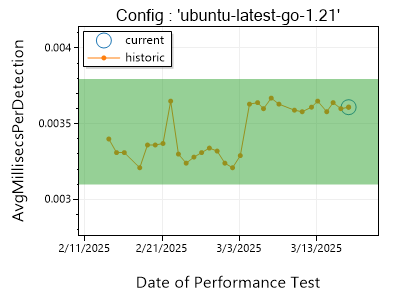 Config : 'ubuntu-latest-go-1.21'
current
historic
AvgMillisecsPerDetection
0.004
0.0035
0.003
2/11/2025
2/21/2025
3/3/2025
3/13/2025
Date of Performance Test